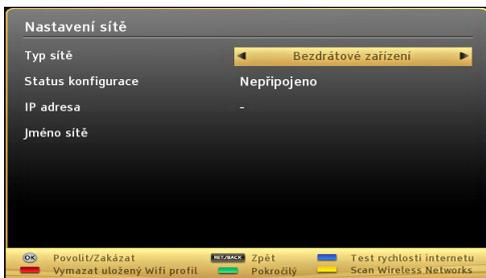 Nastavení sítě
Typ sítě Bezdrátové zařízení
Status konfigurace Nepřipojeno
IP adresa -
Jméno sítě
OK Povolit/Zakázat RET/BACK Zpět Test rychlosti internetu
Vymazat uložený Wifi profil Pokročilý Scan Wireless Networks